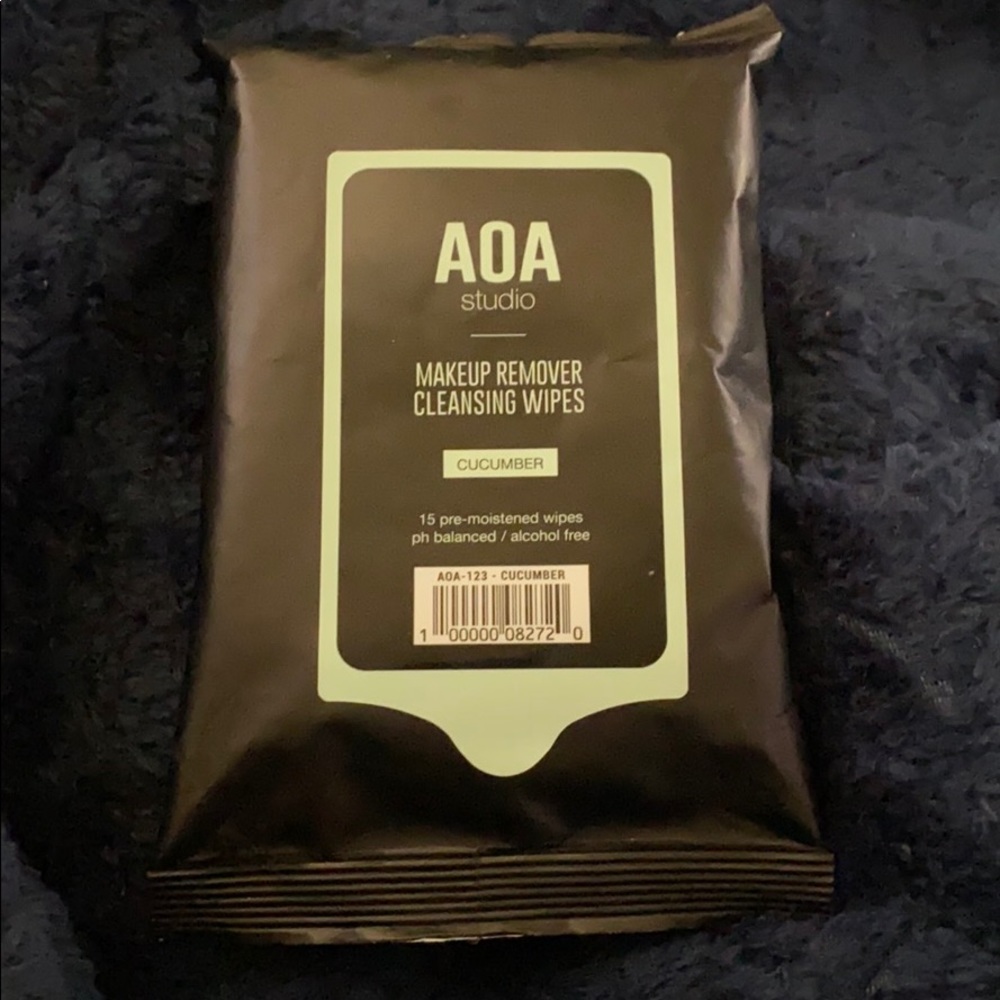 AOA
studio
MAKEUP REMOVER
CLEANSING WIPES
CUCUMBER
15 pre-moistened wipes
ph balanced / alcohol free
AOA-123 - CUCUMBER
1 00000 08272 0